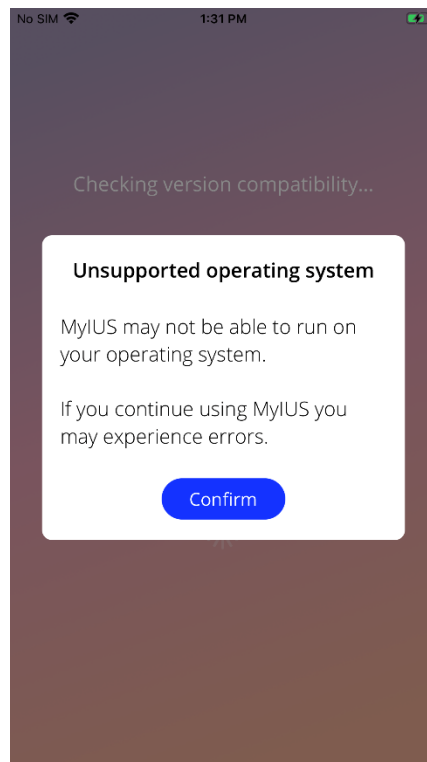 No SIM 1:31 PM
Checking version compatibility...
Unsupported operating system
MyIUS may not be able to run on
your operating system.
If you continue using MyIUS you
may experience errors.
Confirm